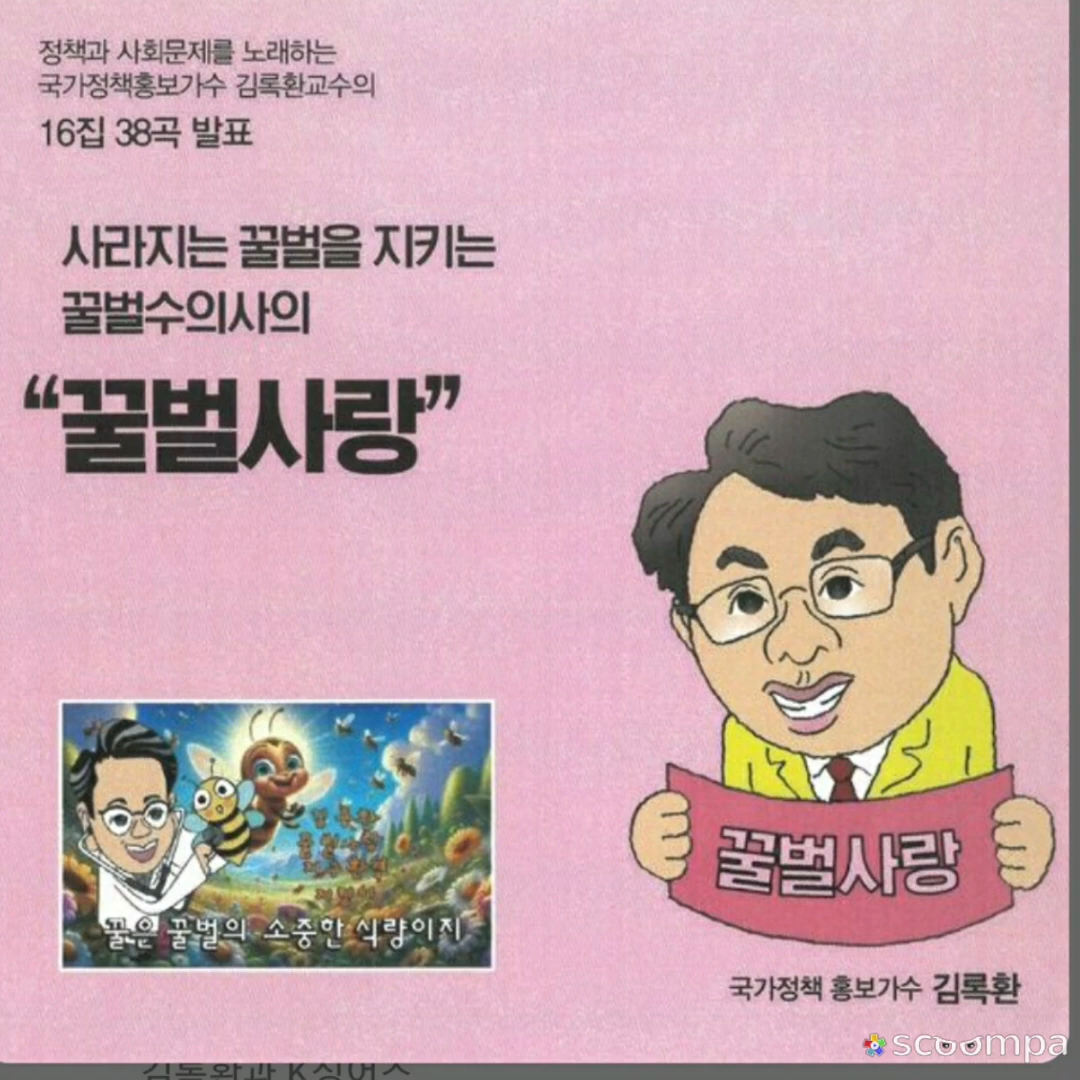 정책과 사회문제를 노래하는
국가정책홍보가수 김록환교수의
16집 38곡 발표
사라지는 꿀벌을 지키는
꿀벌수의사의
“꿀벌사랑”
꿀벌사랑
꿀은 꿀벌의 소중한 식량이지
국가정책 홍보가수 김록환
scoompa